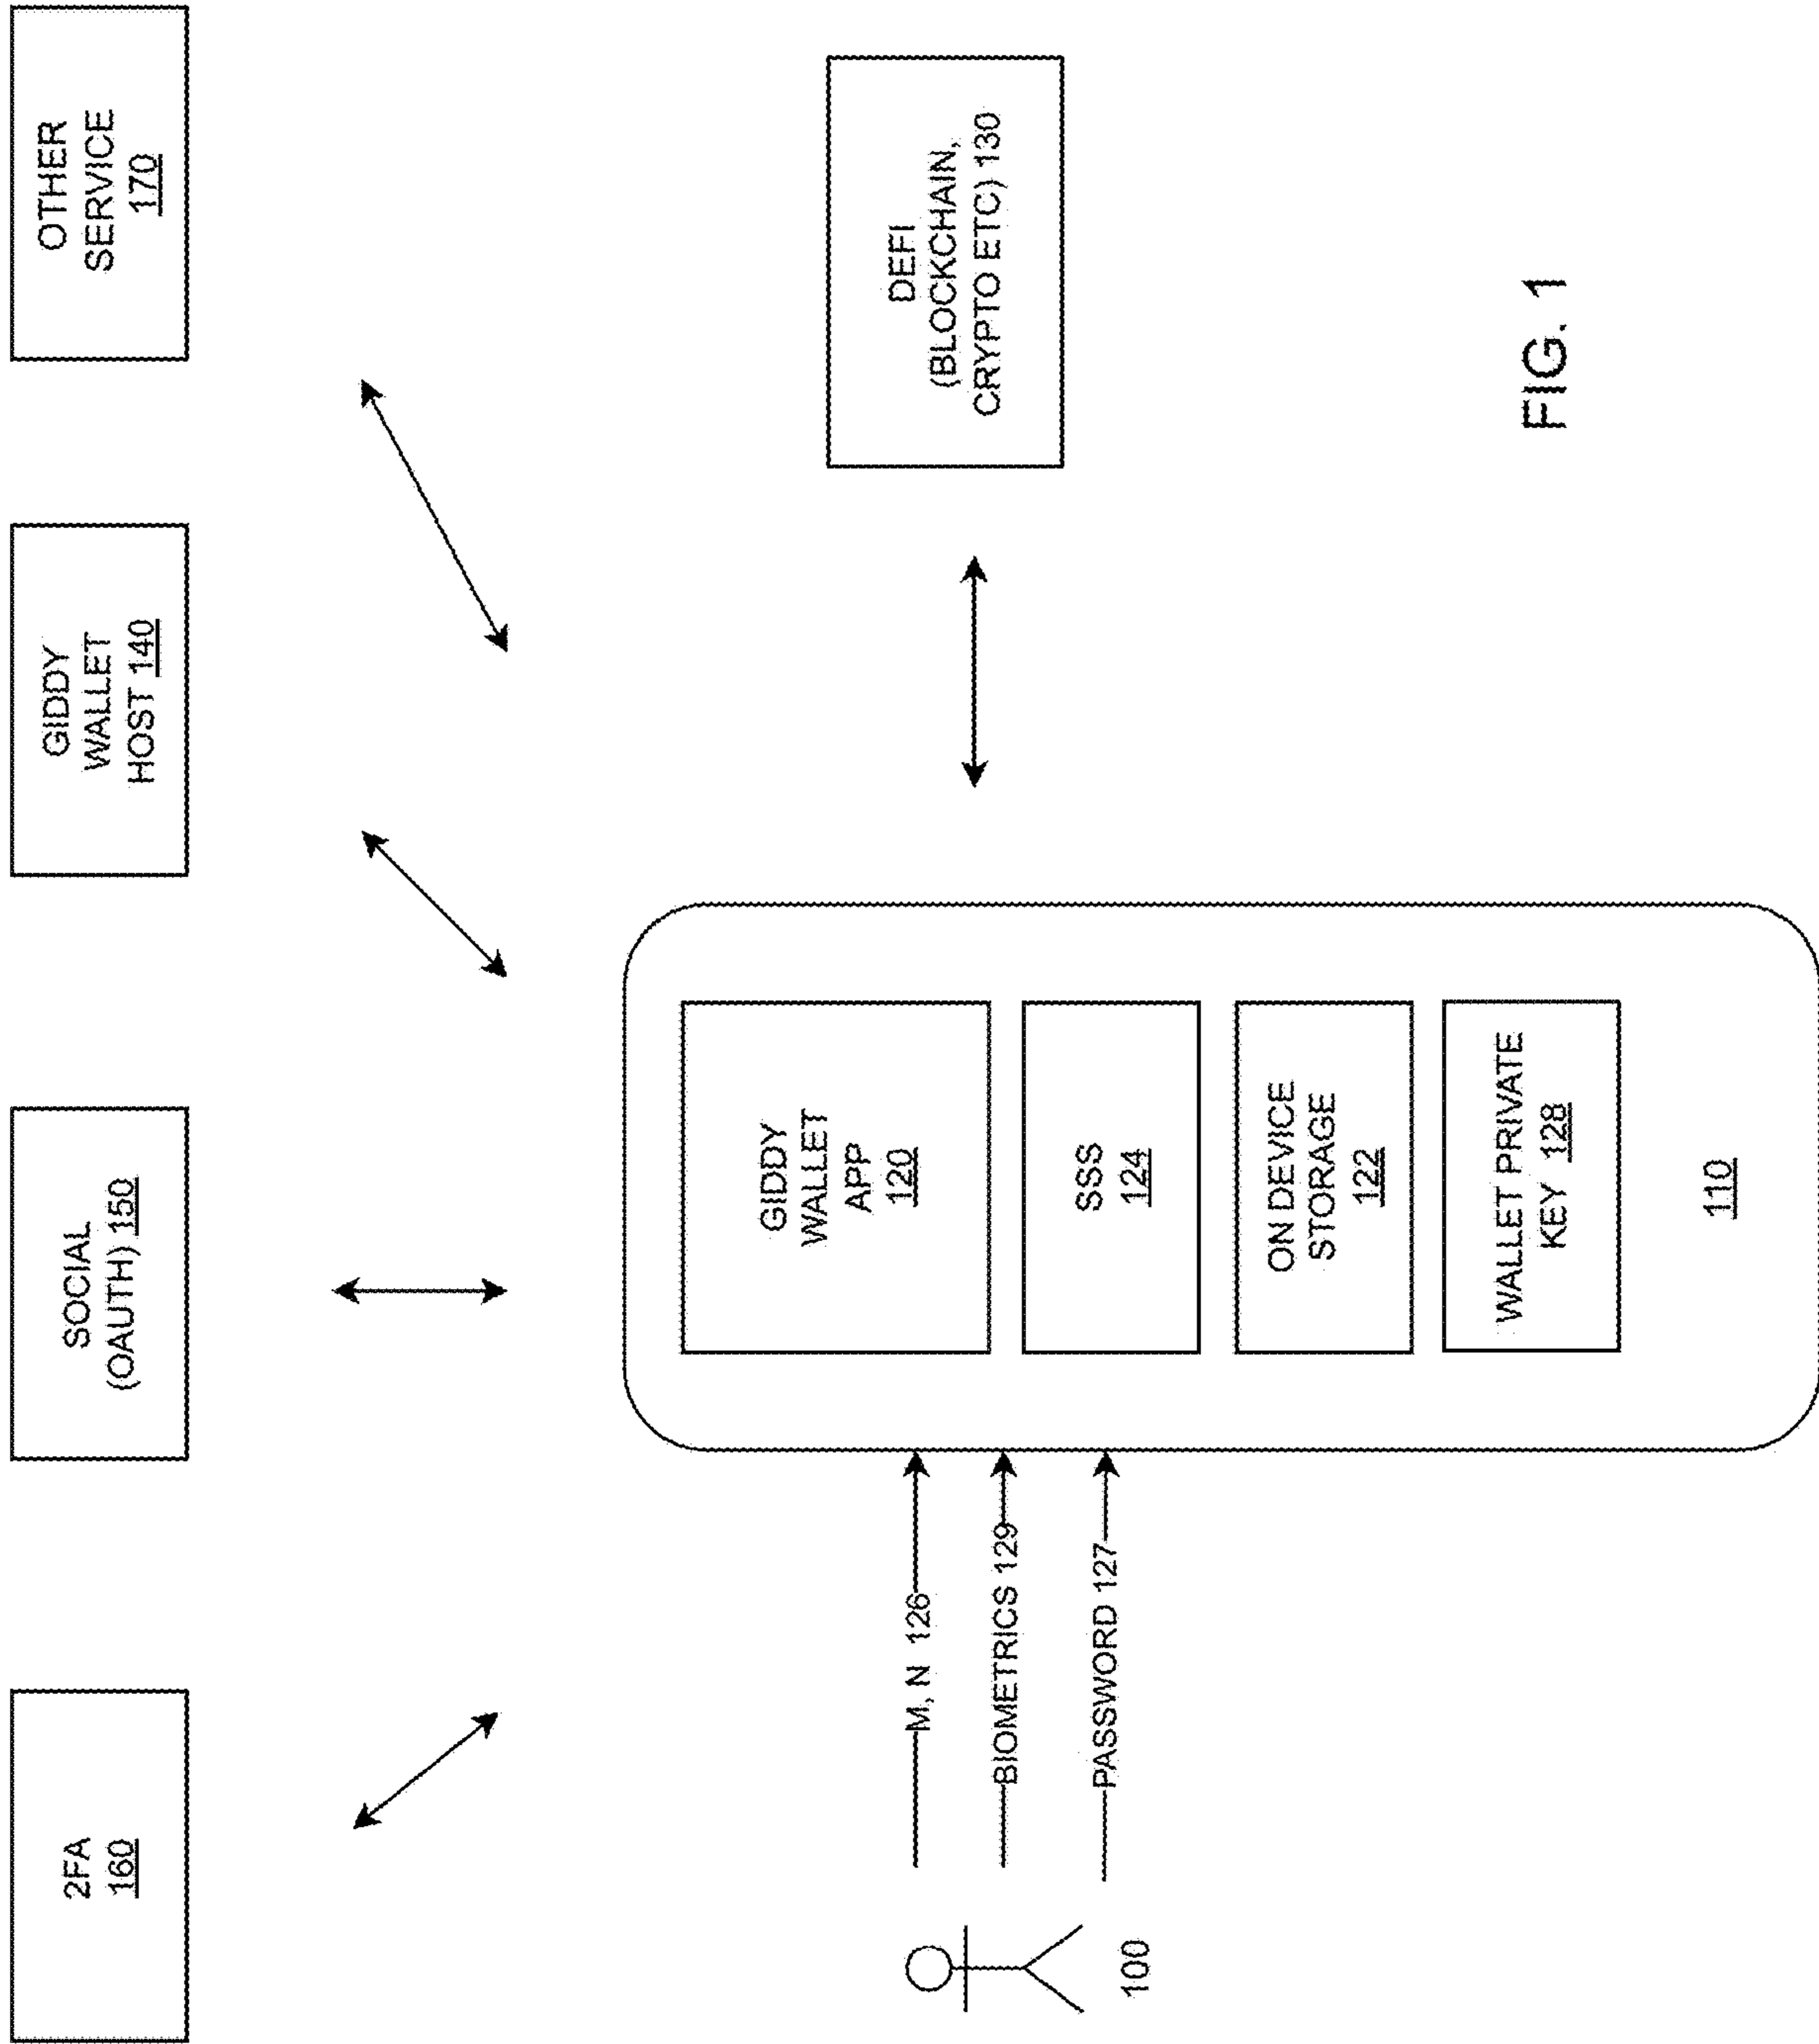 2FA
160
SOCIAL
(OAUTH) 150
GIDDY
WALLET
HOST 140
OTHER
SERVICE
170
M, N 126
BIOMETRICS 129
PASSWORD 127
100
GIDDY
WALLET
APP
120
SSS
124
ON DEVICE
STORAGE
122
WALLET PRIVATE
KEY 128
110
DEFI
(BLOCKCHAIN,
CRYPTO ETC) 130
FIG. 1